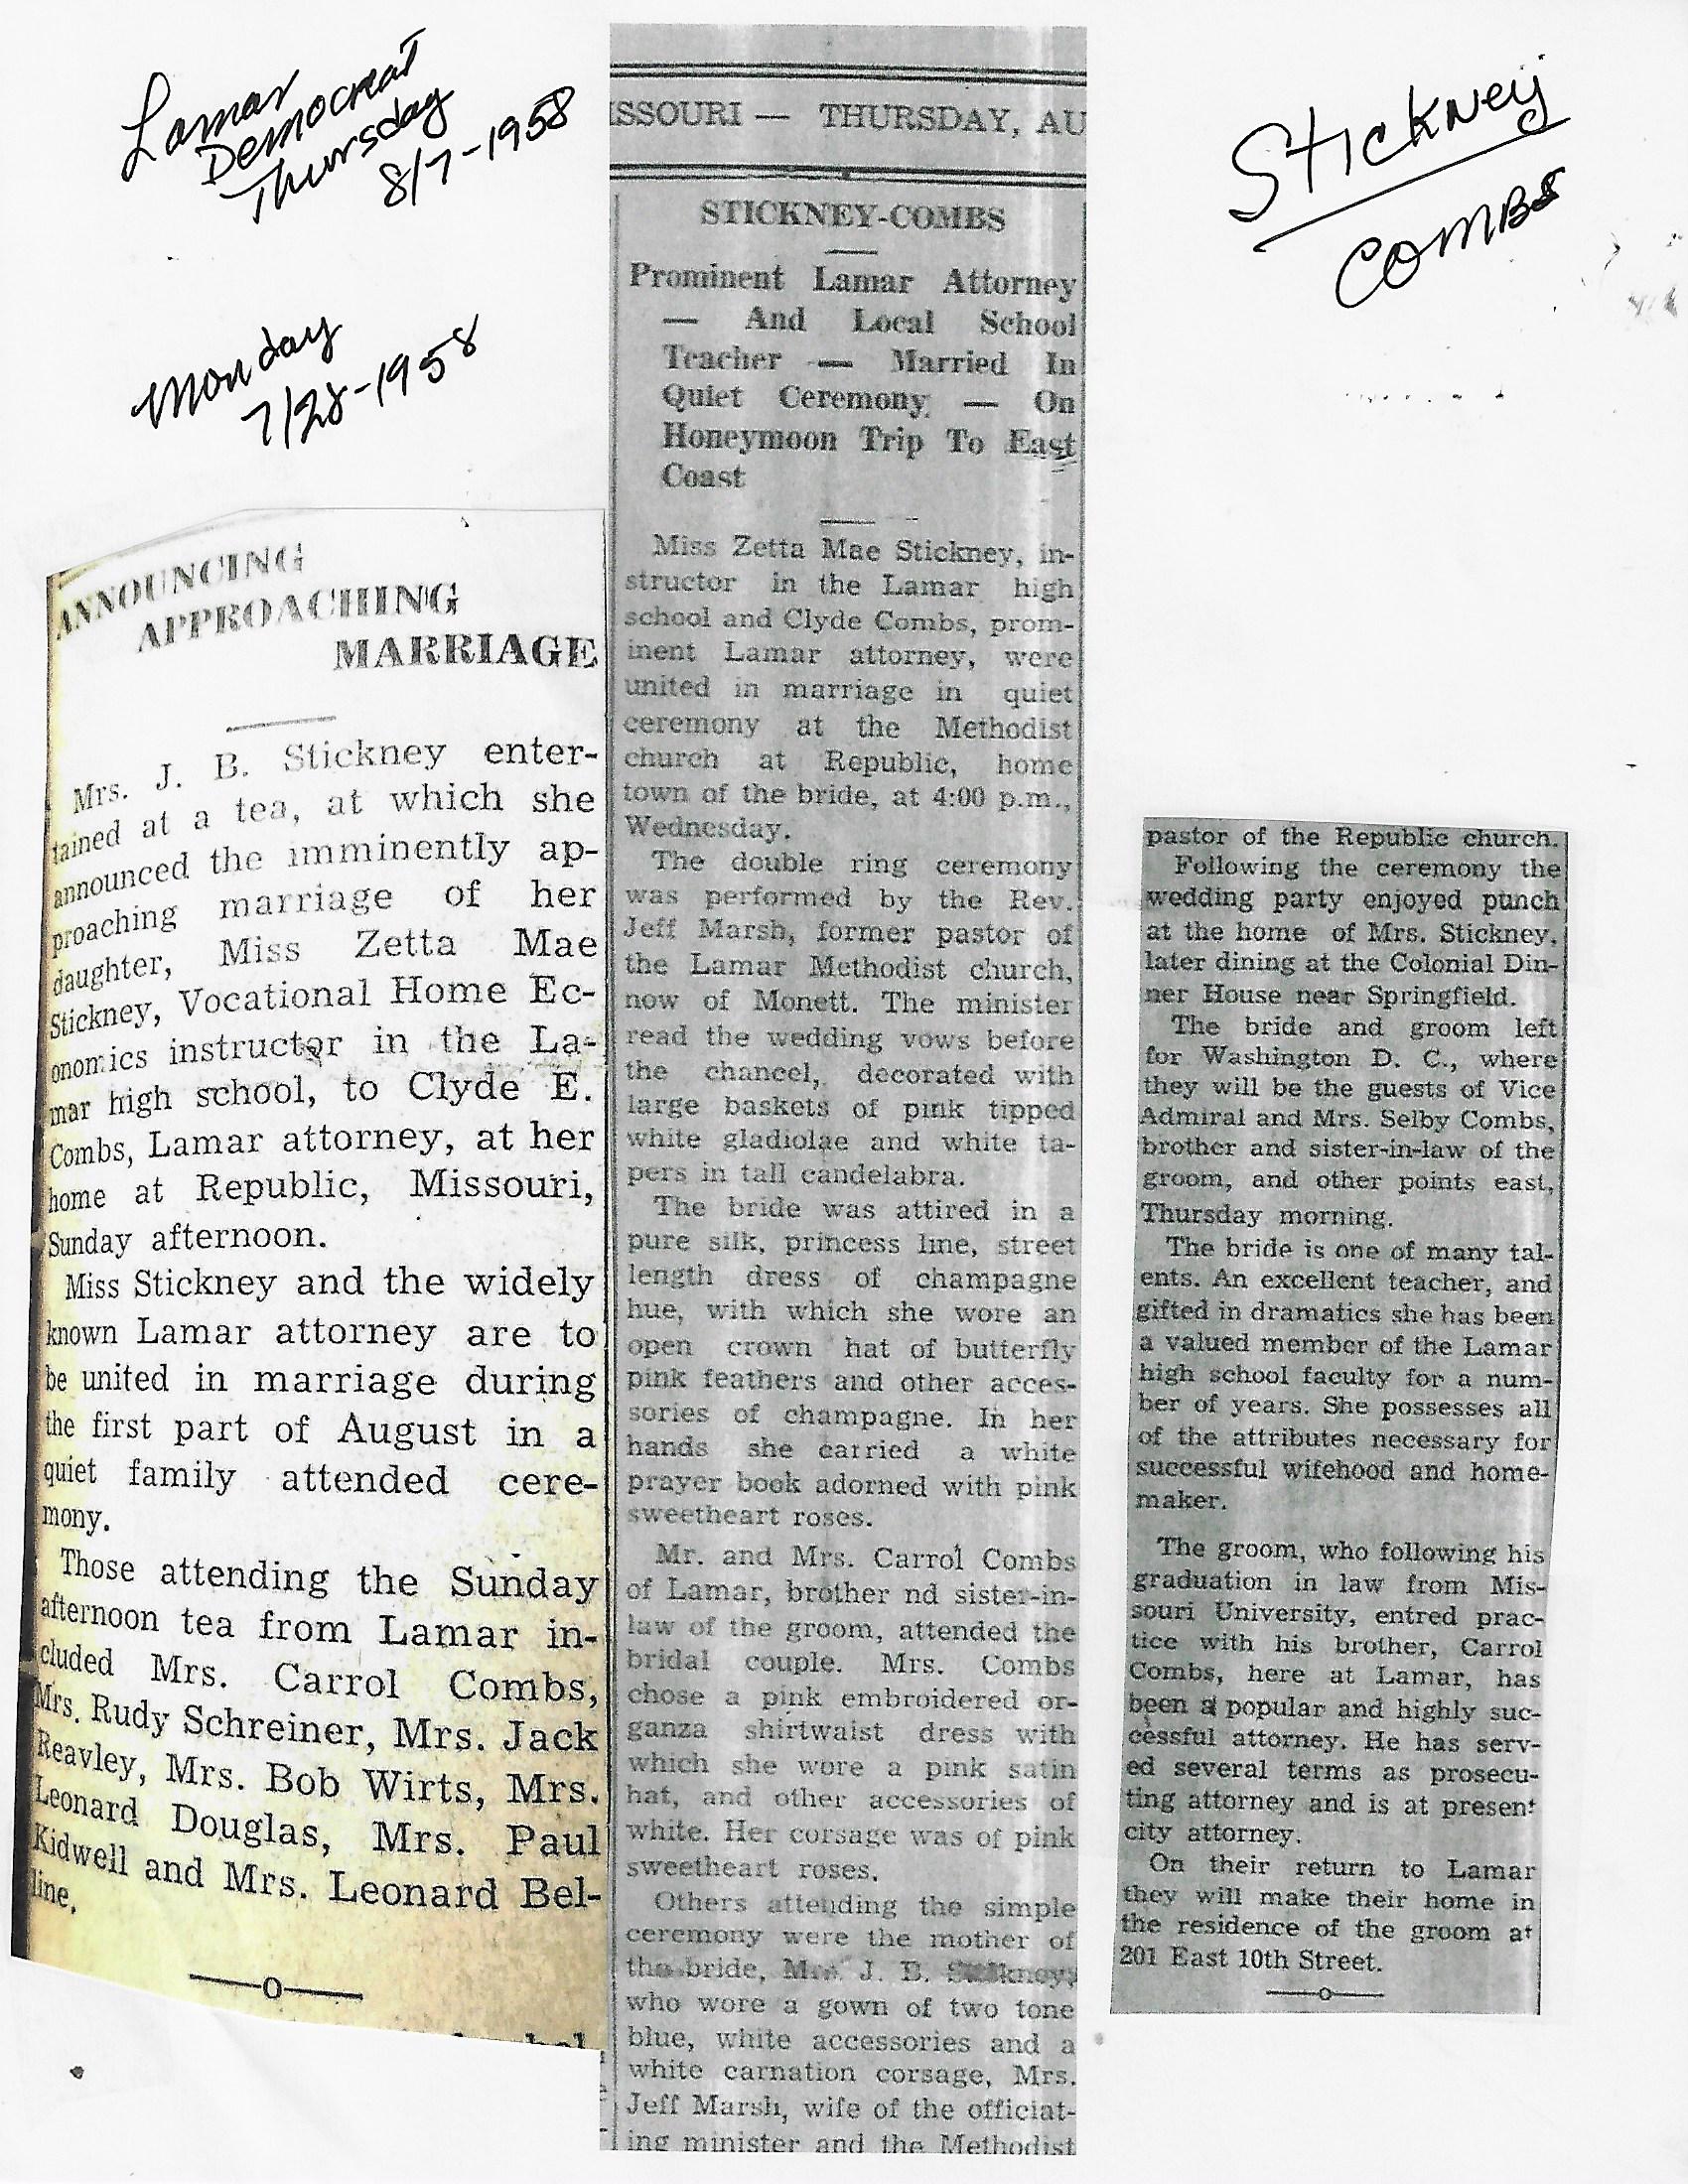 Lamar
Democrat
Thursday
8/7-1958
Monday
7/28-1958
Stickney
Combs
ANNOUNCING
APPROACHING
MARRIAGE
Mrs. J. B. Stickney enter-
tained at a tea, at which she
announced the imminently ap-
proaching marriage of her
daughter, Miss Zetta Mae
Stickney, Vocational Home Ec-
onomics instructor in the La-
mar high school, to Clyde E.
Combs, Lamar attorney, at her
home at Republic, Missouri,
Sunday afternoon.
Miss Stickney and the widely
known Lamar attorney are to
be united in marriage during
the first part of August in a
quiet family attended cere-
mony.
Those attending the Sunday
afternoon tea from Lamar in-
cluded Mrs. Carrol Combs,
Mrs. Rudy Schreiner, Mrs. Jack
Reavley, Mrs. Bob Wirts, Mrs.
Leonard Douglas, Mrs. Paul
Kidwell and Mrs. Leonard Bel-
line.
—o—
ISSOURI — THURSDAY, AU
STICKNEY-COMBS
Prominent Lamar Attorney
— And Local School
Teacher — Married In
Quiet Ceremony — On
Honeymoon Trip To East
Coast
Miss Zetta Mae Stickney, in-
structor in the Lamar high
school and Clyde Combs, prom-
inent Lamar attorney, were
united in marriage in quiet
ceremony at the Methodist
church at Republic, home
town of the bride, at 4:00 p.m.,
Wednesday.
The double ring ceremony
was performed by the Rev.
Jeff Marsh, former pastor of
the Lamar Methodist church,
now of Monett. The minister
read the wedding vows before
the chancel, decorated with
large baskets of pink tipped
white gladiolae and white ta-
pers in tall candelabra.
The bride was attired in a
pure silk, princess line, street
length dress of champagne
hue, with which she wore an
open crown hat of butterfly
pink feathers and other acces-
sories of champagne. In her
hands she carried a white
prayer book adorned with pink
sweetheart roses.
Mr. and Mrs. Carrol Combs
of Lamar, brother nd sister-in-
law of the groom, attended the
bridal couple. Mrs. Combs
chose a pink embroidered or-
ganza shirtwaist dress with
which she wore a pink satin
hat, and other accessories of
white. Her corsage was of pink
sweetheart roses.
Others attending the simple
ceremony were the mother of
the bride, Mrs. J. B. Stickney,
who wore a gown of two tone
blue, white accessories and a
white carnation corsage, Mrs.
Jeff Marsh, wife of the officiat-
ing minister and the Methodist
pastor of the Republic church.
Following the ceremony the
wedding party enjoyed punch
at the home of Mrs. Stickney,
later dining at the Colonial Din-
ner House near Springfield.
The bride and groom left
for Washington D. C., where
they will be the guests of Vice
Admiral and Mrs. Selby Combs,
brother and sister-in-law of the
groom, and other points east,
Thursday morning.
The bride is one of many tal-
ents. An excellent teacher, and
gifted in dramatics she has been
a valued member of the Lamar
high school faculty for a num-
ber of years. She possesses all
of the attributes necessary for
successful wifehood and home-
maker.
The groom, who following his
graduation in law from Mis-
souri University, entred prac-
tice with his brother, Carrol
Combs, here at Lamar, has
been a popular and highly suc-
cessful attorney. He has serv-
ed several terms as prosecu-
ting attorney and is at present
city attorney.
On their return to Lamar
they will make their home in
the residence of the groom at
201 East 10th Street.
—o—